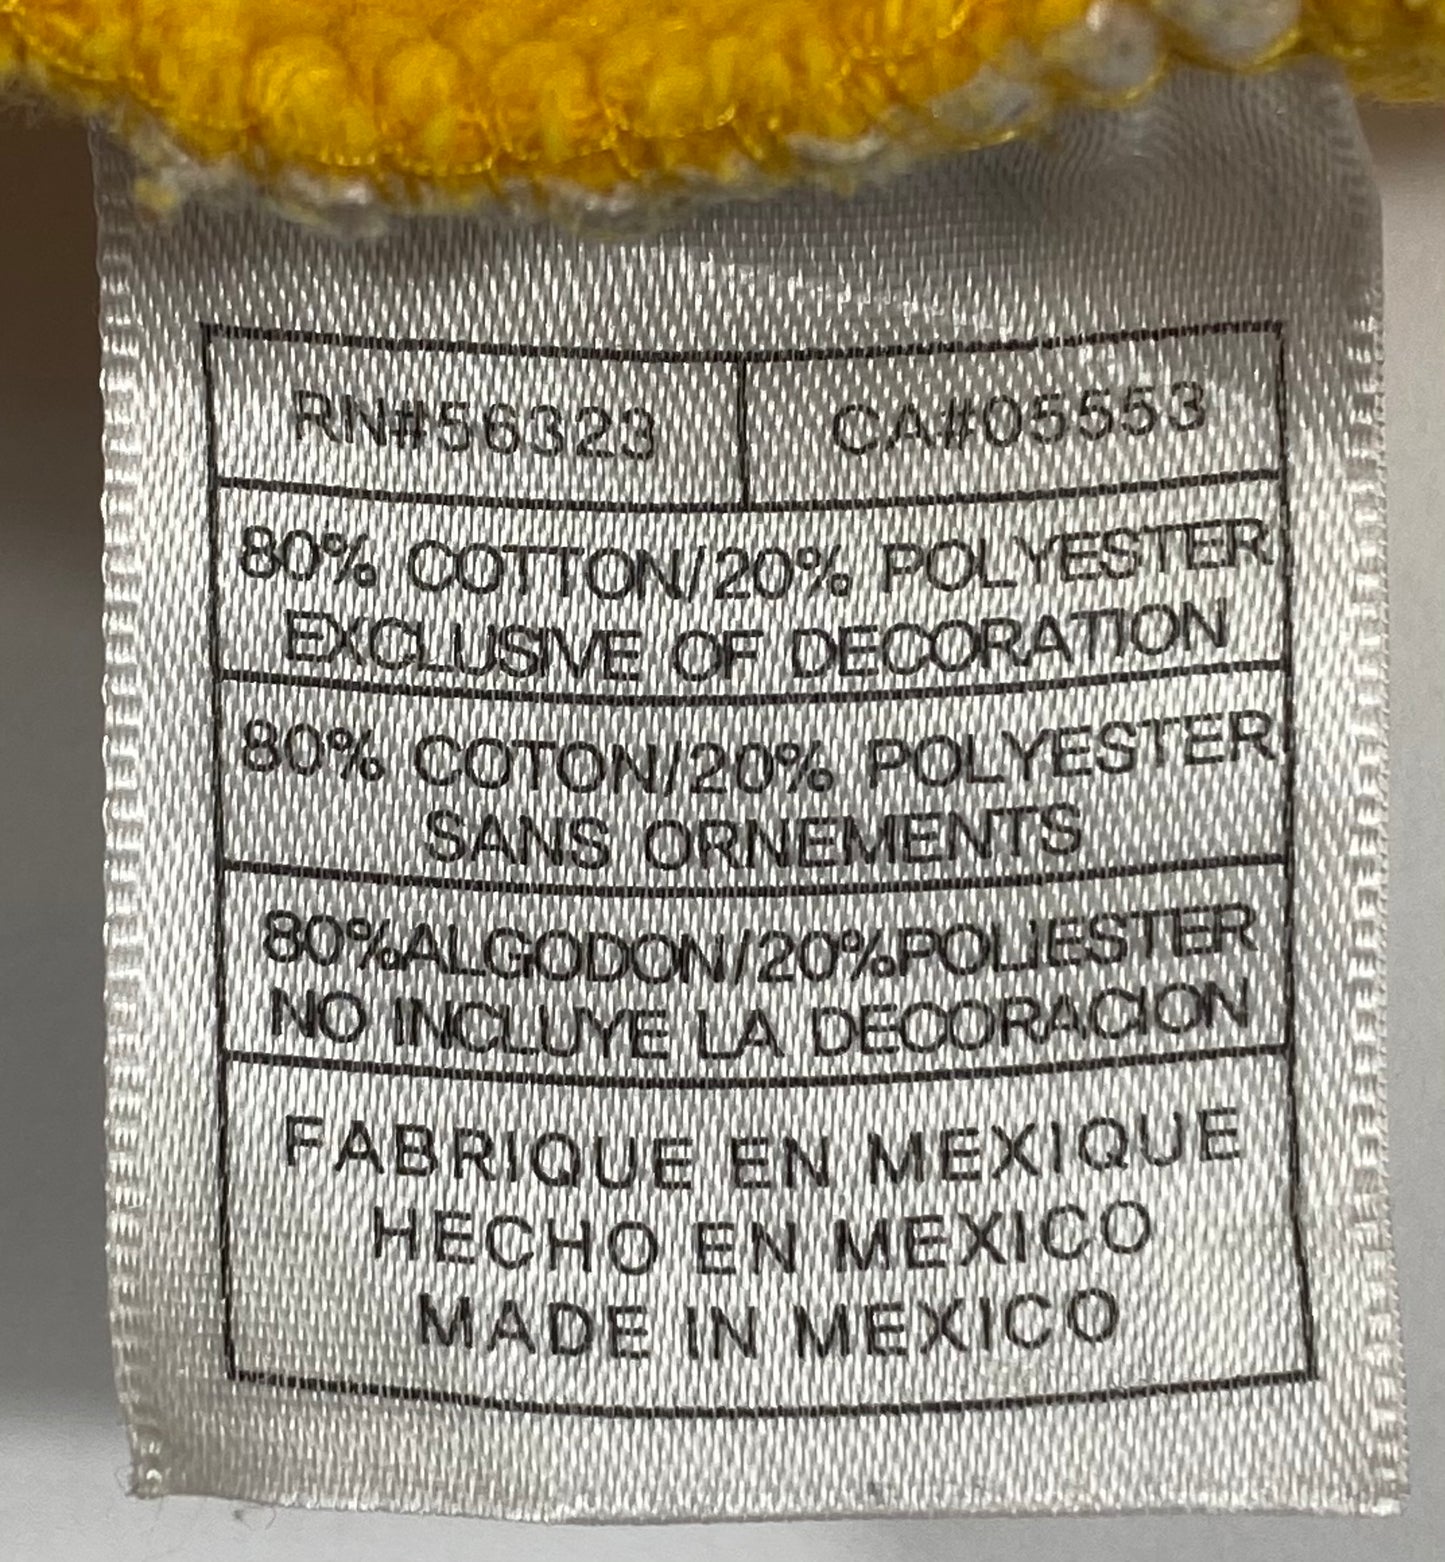 RN#56323 CA#05553
80% COTTON/20% POLYESTER
EXCLUSIVE OF DECORATION
80% COTON/20% POLYESTER
SANS ORNEMENTS
80%ALGODON/20%POLIESTER
NO INCLUYE LA DECORACION
FABRIQUE EN MEXIQUE
HECHO EN MEXICO
MADE IN MEXICO